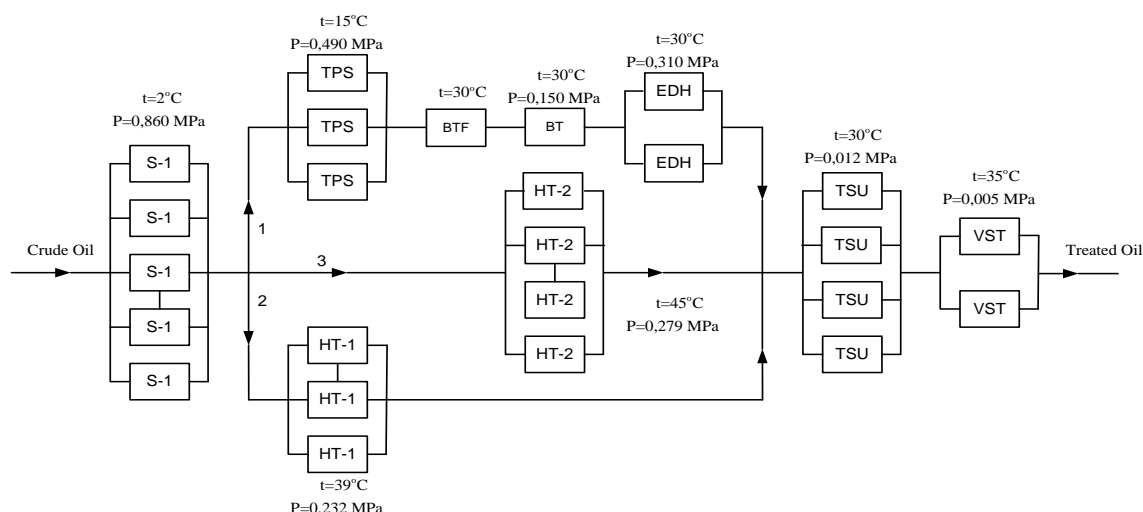 t=15°C
P=0,490 MPa
TPS
TPS
TPS
t=30°C
BTF
t=30°C
P=0,150 MPa
BT
t=30°C
P=0,310 MPa
EDH
EDH
t=2°C
P=0,860 MPa
S-1
S-1
S-1
S-1
S-1
Crude Oil
1
3
2
HT-2
HT-2
HT-2
HT-2
t=45°C
P=0,279 MPa
HT-1
HT-1
HT-1
t=39°C
P=0,232 MPa
t=30°C
P=0,012 MPa
TSU
TSU
TSU
TSU
t=35°C
P=0,005 MPa
VST
VST
Treated Oil